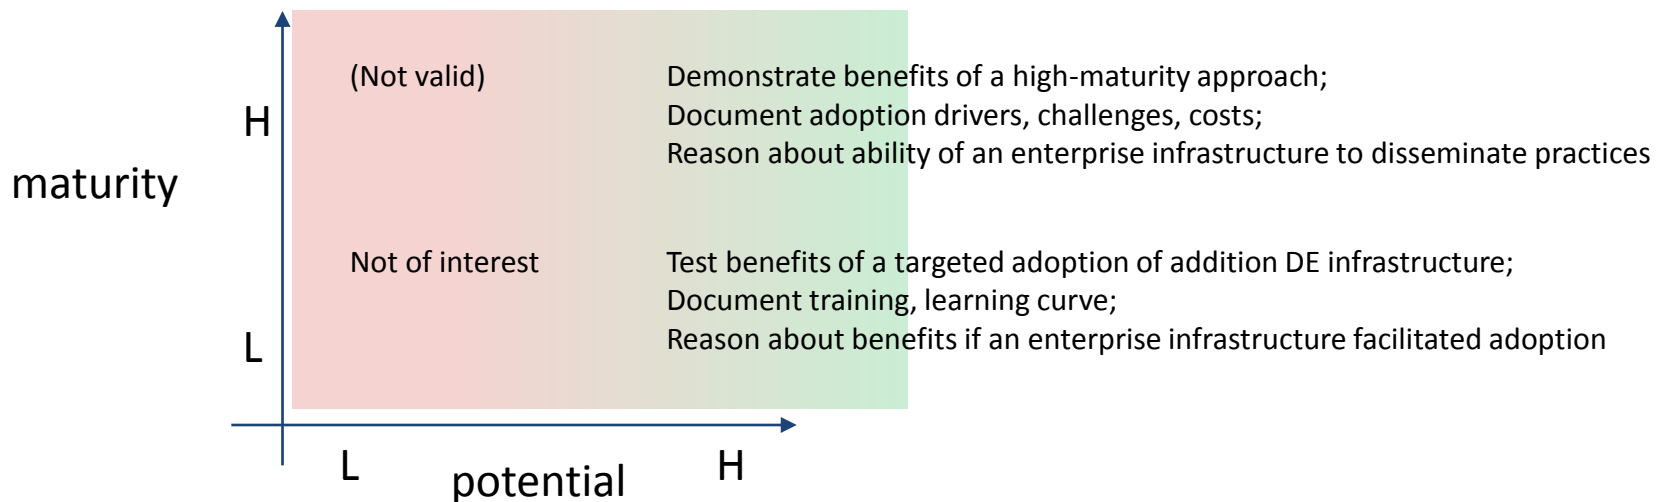 (Not valid)
Demonstrate benefits of a high-maturity approach;
Document adoption drivers, challenges, costs;
Reason about ability of an enterprise infrastructure to disseminate practices
H
maturity
Not of interest
Test benefits of a targeted adoption of addition DE infrastructure;
Document training, learning curve;
Reason about benefits if an enterprise infrastructure facilitated adoption
L
L
potential
H